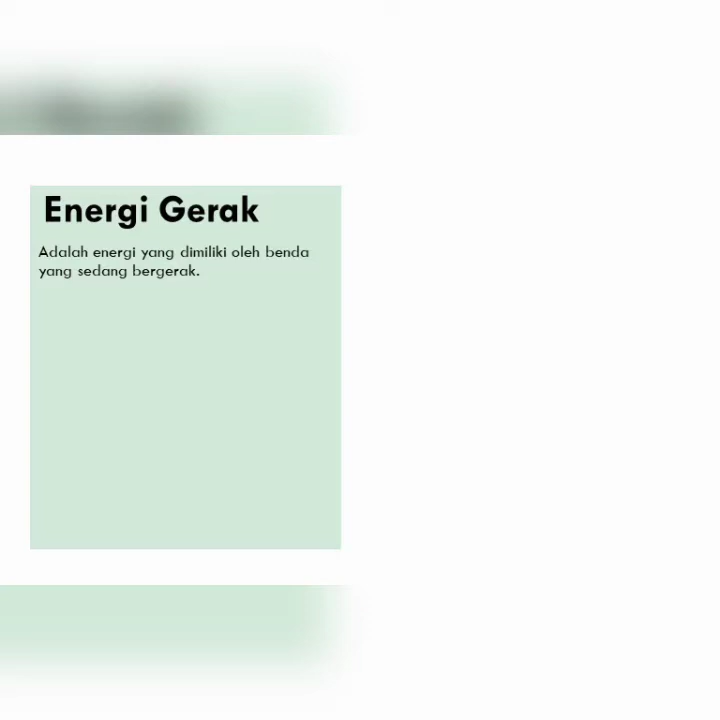 Energi Gerak
Adalah energi yang dimiliki oleh benda
yang sedang bergerak.